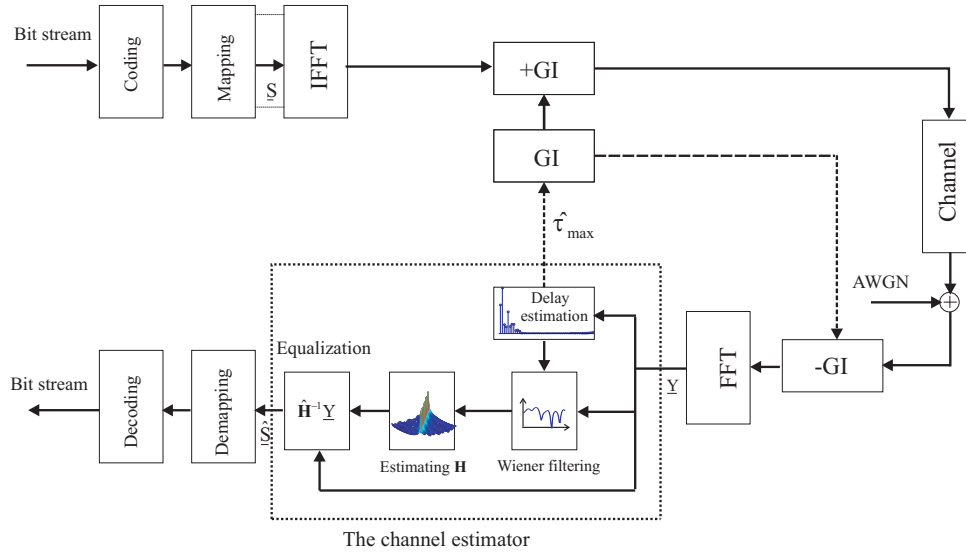 Bit stream
Coding
Mapping
S
IFFT
+GI
GI
Channel
τ̂max
AWGN
Delay
estimation
-GI
FFT
Y
Equalization
Bit stream
Decoding
Demapping
Ŝ
Ĥ⁻¹Y
Estimating H
Wiener filtering
The channel estimator